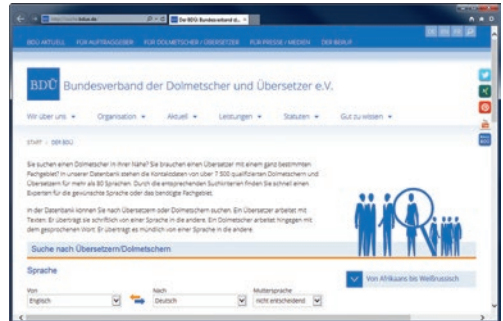 Der BDÜ Bundesverband d...
BDÜ AKTUELL FÜR AUFTRAGGEBER FÜR DOLMETSCHER / ÜBERSETZER FÜR PRESSE / MEDIEN DER BERUF
BDÜ Bundesverband der Dolmetscher und Übersetzer e.V.
Wir über uns Organisation Aktuell Leistungen Statuten Gut zu wissen
START DER BDÜ
Sie suchen einen Dolmetscher in Ihrer Nähe? Sie brauchen einen Übersetzer mit einem ganz bestimmten
Fachgebiet? In unserer Datenbank stehen die Kontaktdaten von über 7 500 qualifizierten Dolmetschern und
Übersetzern für mehr als 80 Sprachen. Durch die entsprechenden Suchkriterien finden Sie schnell einen
Experten für die gewünschte Sprache oder das benötigte Fachgebiet.
In der Datenbank können Sie nach Übersetzern oder Dolmetschern suchen. Ein Übersetzer arbeitet mit
Texten: Er überträgt sie schriftlich von einer Sprache in die andere. Ein Dolmetscher arbeitet hingegen mit
dem gesprochenen Wort: Er überträgt es mündlich von einer Sprache in die andere.
Suche nach Übersetzern/Dolmetschern
Sprache
Von Afrikaans bis Weißrussisch
Von Nach Muttersprache
Englisch Deutsch nicht entscheidend